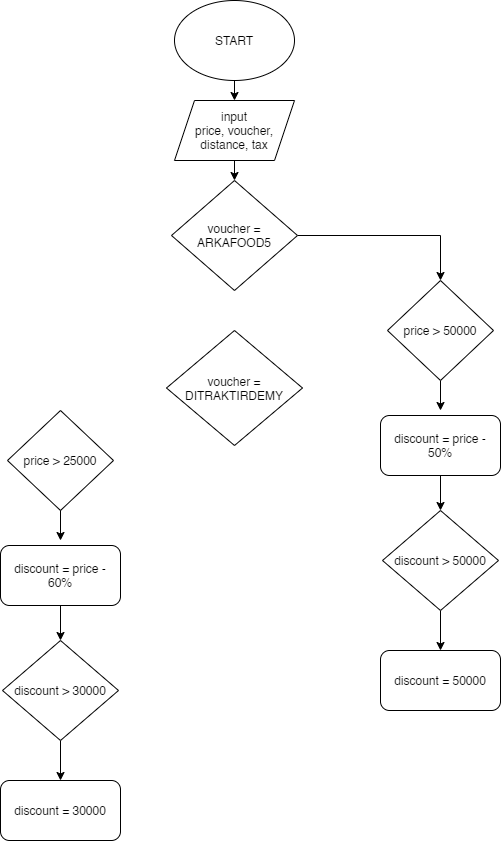 START
input
price, voucher,
distance, tax
voucher =
ARKAFOOD5
price > 50000
voucher =
DITRAKTIRDEMY
discount = price -
50%
price > 25000
discount > 50000
discount = price -
60%
discount = 50000
discount > 30000
discount = 30000